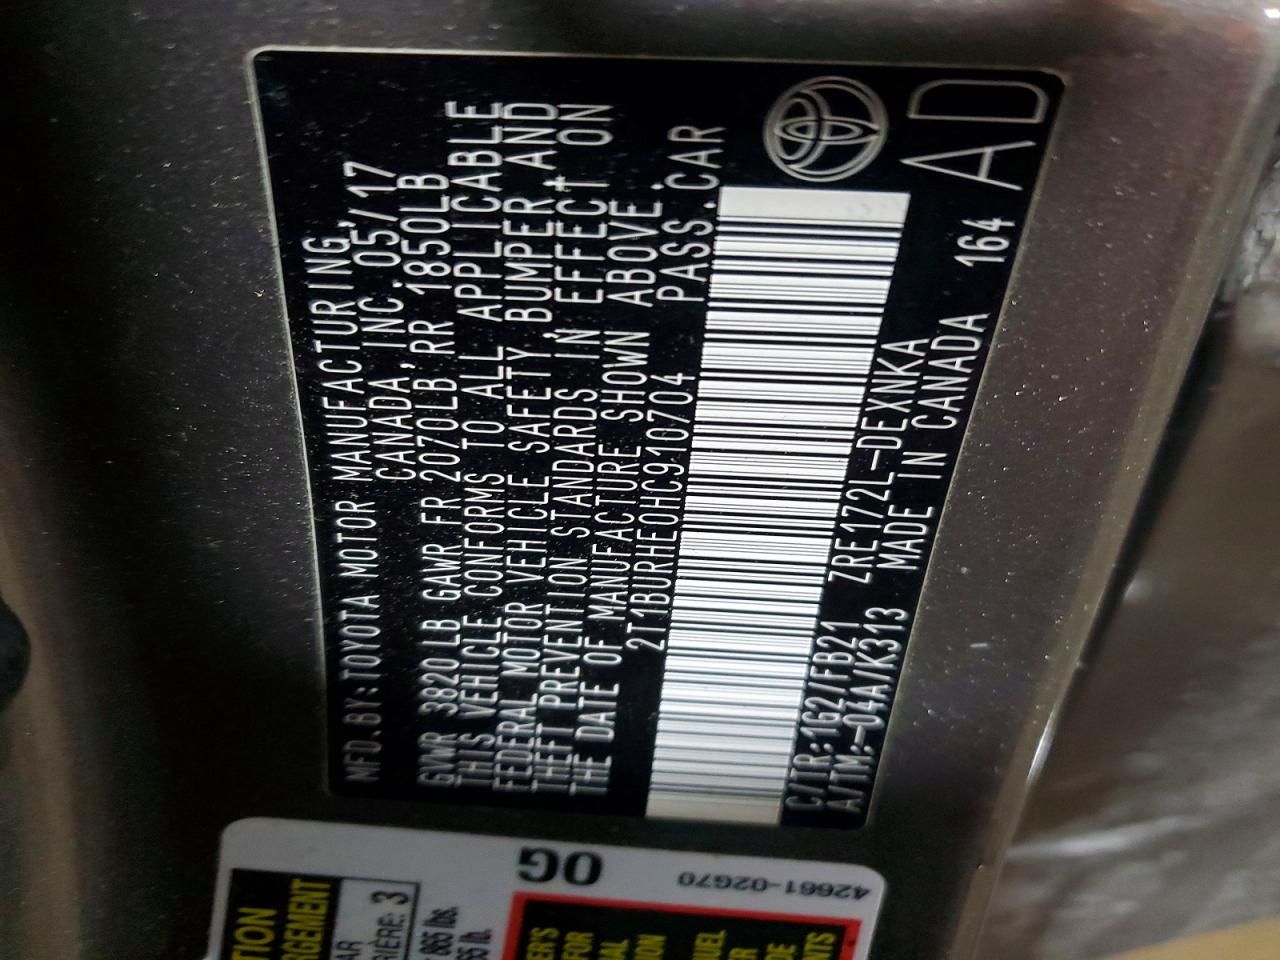 MFD.BY:TOYOTA MOTOR MANUFACTURING,
CANADA, INC. 05/17
GVWR 3820 LB GAWR FR 2070LB,RR 1850LB
THIS VEHICLE CONFORMS TO ALL APPLICABLE
FEDERAL MOTOR VEHICLE SAFETY BUMPER,AND
THEFT PREVENTION STANDARDS IN EFFECT ON
THE DATE OF MANUFACTURE SHOWN ABOVE.
2T1BURHE0HC910704 PASS.CAR
C/TR:1G2/FB21 ZRE172L-DEXNKA
A/TM:-04A/K313 MADE IN CANADA 164
AD
0G
42661-02G70